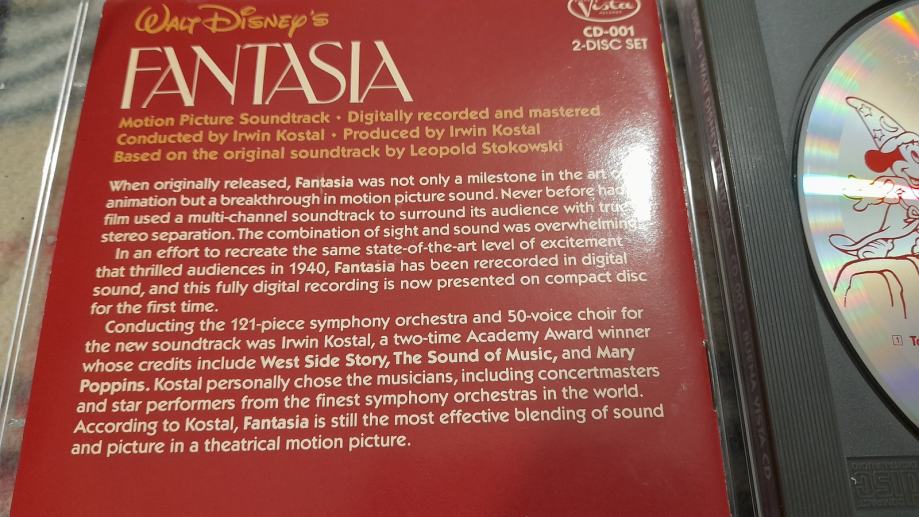 Walt Disney's
Vista
RECORDS
FANTASIA
CD-001
2-DISC SET
Motion Picture Soundtrack • Digitally recorded and mastered
Conducted by Irwin Kostal • Produced by Irwin Kostal
Based on the original soundtrack by Leopold Stokowski
When originally released, Fantasia was not only a milestone in the art
animation but a breakthrough in motion picture sound. Never before had
film used a multi-channel soundtrack to surround its audience with true
stereo separation. The combination of sight and sound was overwhelming.
In an effort to recreate the same state-of-the-art level of excitement
that thrilled audiences in 1940, Fantasia has been rerecorded in digital
sound, and this fully digital recording is now presented on compact disc
for the first time.
Conducting the 121-piece symphony orchestra and 50-voice choir for
the new soundtrack was Irwin Kostal, a two-time Academy Award winner
whose credits include West Side Story, The Sound of Music, and Mary
Poppins. Kostal personally chose the musicians, including concertmasters
and star performers from the finest symphony orchestras in the world.
According to Kostal, Fantasia is still the most effective blending of sound
and picture in a theatrical motion picture.
1